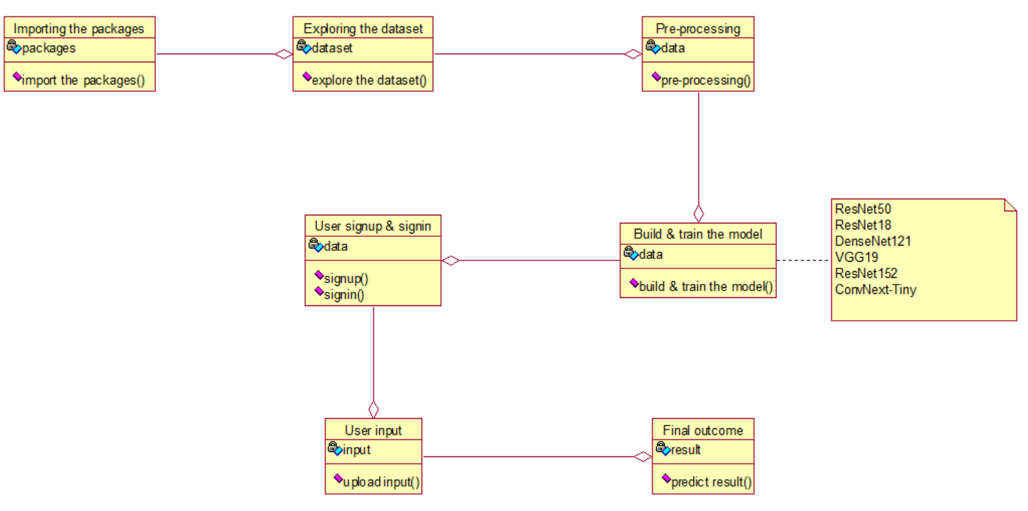 Importing the packages
packages
import the packages()
Exploring the dataset
dataset
explore the dataset()
Pre-processing
data
pre-processing()
User signup & signin
data
signup()
signin()
Build & train the model
data
build & train the model()
ResNet50
ResNet18
DenseNet121
VGG19
ResNet152
ConvNext-Tiny
User input
input
upload input()
Final outcome
result
predict result()